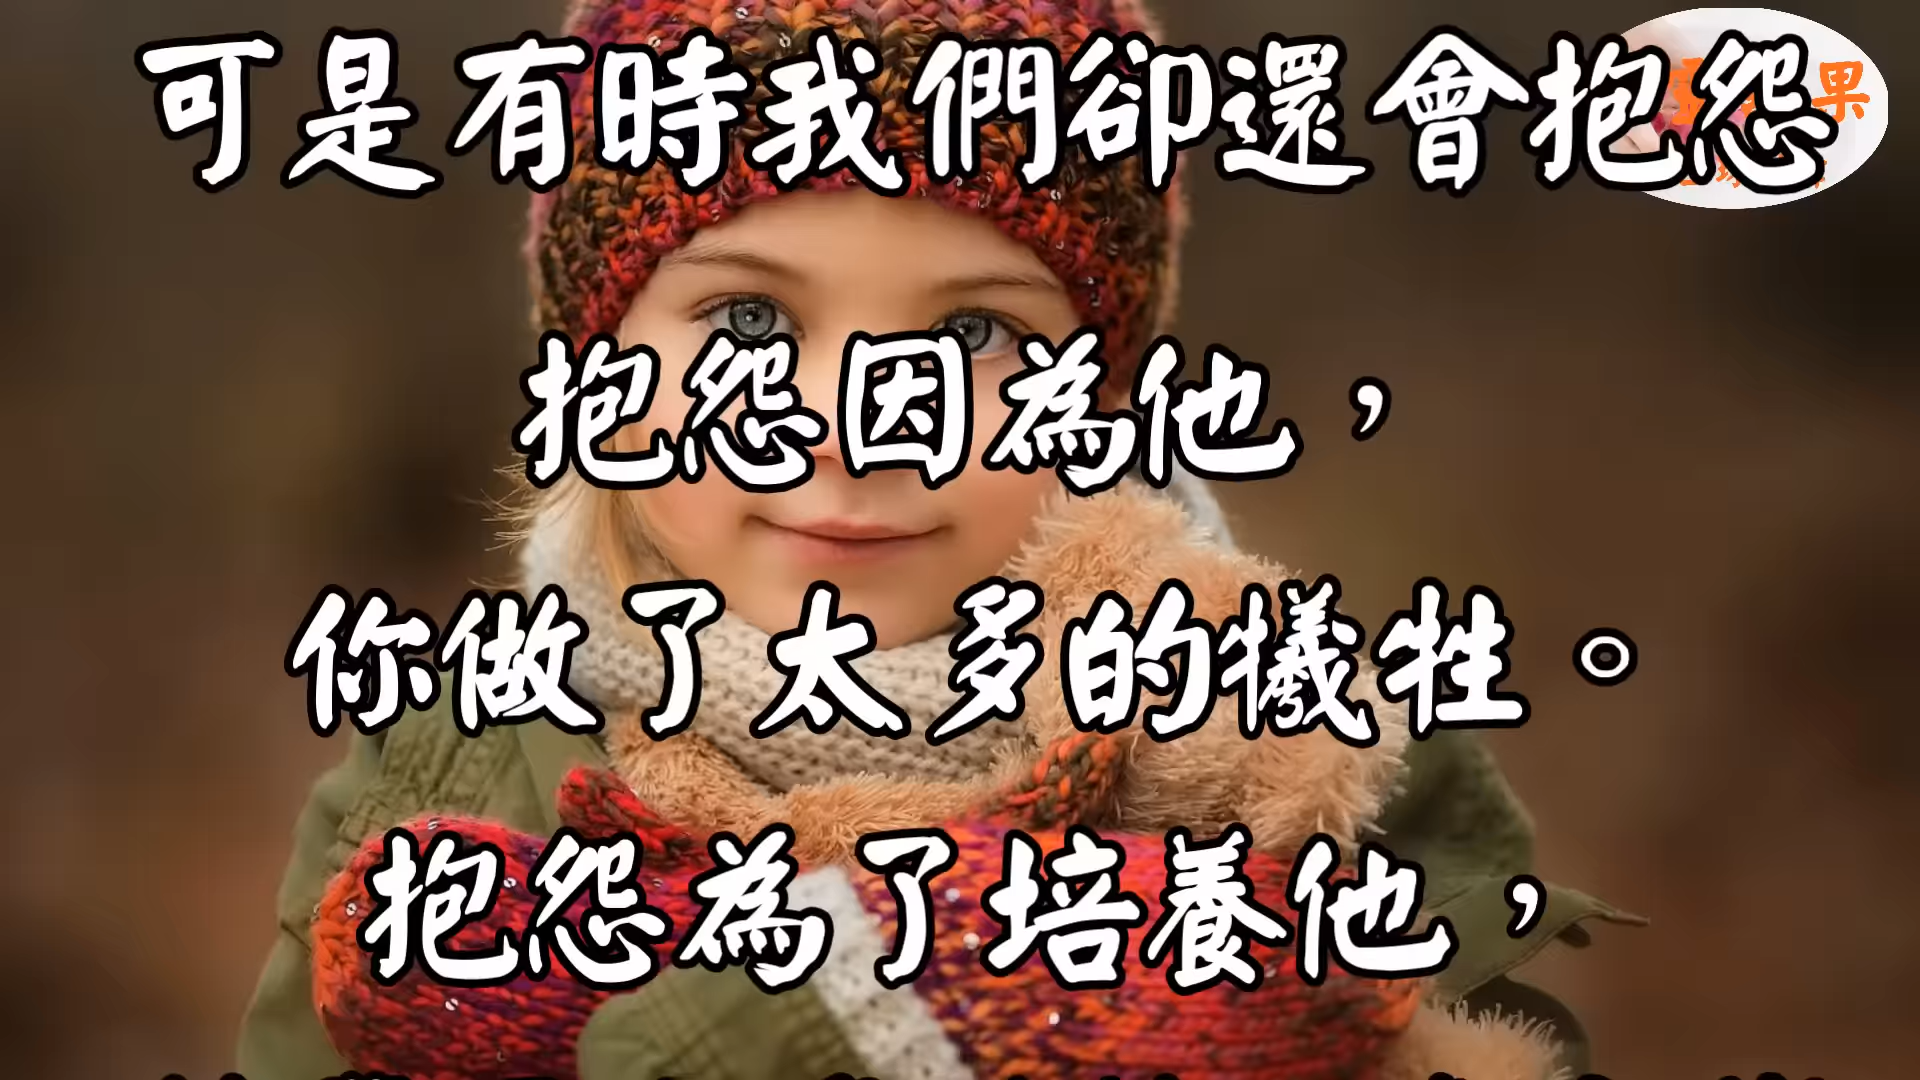 可是有時我們卻還會抱怨
果
抱怨因為他，
你做了太多的犧牲。
抱怨為了培養他，